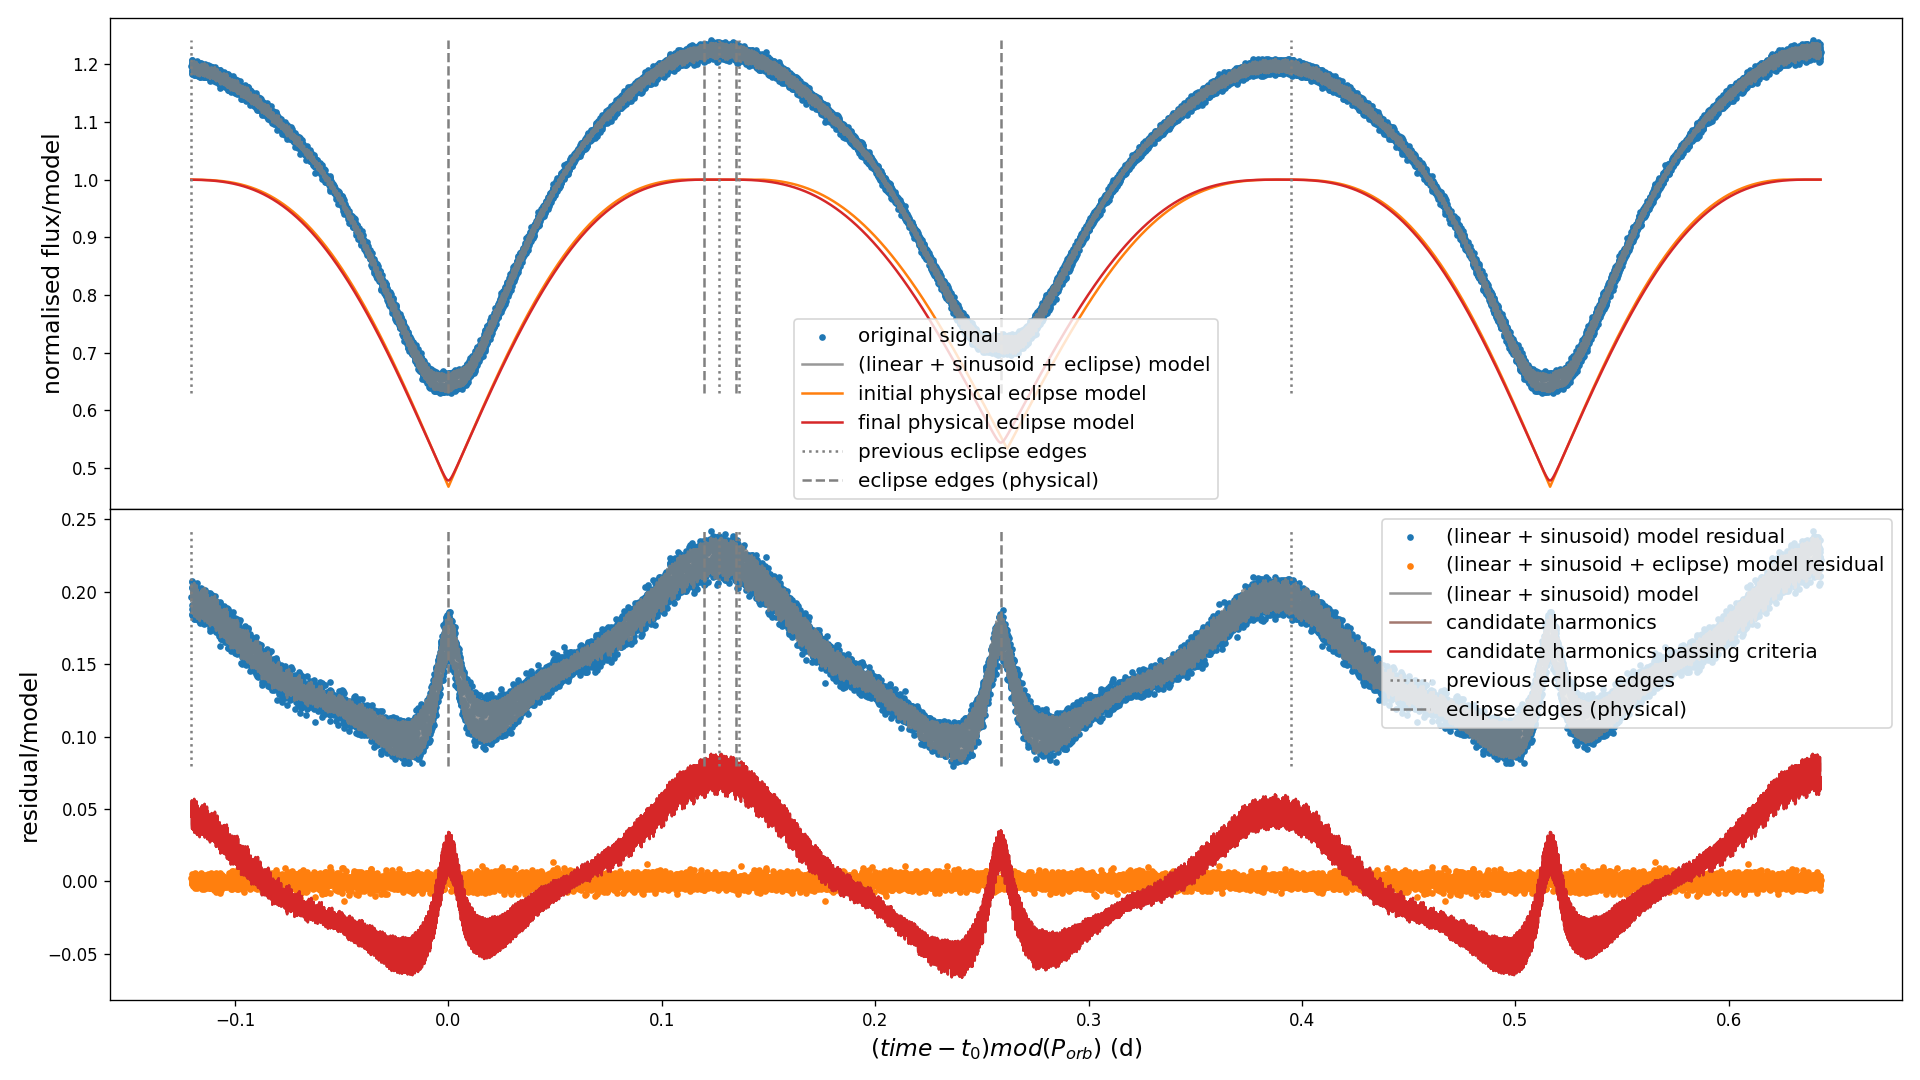 normalised flux/model
1.2
1.1
1.0
0.9
0.8
0.7
0.6
0.5
original signal
(linear + sinusoid + eclipse) model
initial physical eclipse model
final physical eclipse model
previous eclipse edges
eclipse edges (physical)
residual/model
0.25
0.20
0.15
0.10
0.05
0.00
−0.05
(linear + sinusoid) model residual
(linear + sinusoid + eclipse) model residual
(linear + sinusoid) model
candidate harmonics
candidate harmonics passing criteria
previous eclipse edges
eclipse edges (physical)
−0.1 0.0 0.1 0.2 0.3 0.4 0.5 0.6
(time − t₀)mod(P_orb) (d)